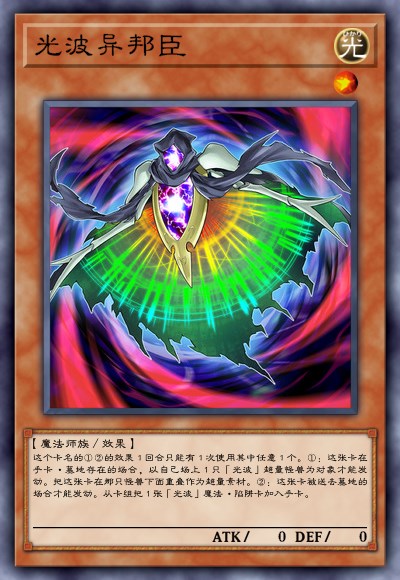 光波异邦臣
ひかり
光
【魔法师族／效果】
这个卡名的①②的效果１回合只能有１次使用其中任意１个。①：这张卡在
手卡·墓地存在的场合，以自己场上１只「光波」超量怪兽为对象才能发
动。把这张卡在那只怪兽下面重叠作为超量素材。②：这张卡被送去墓地的
场合才能发动。从卡组把１张「光波」魔法·陷阱卡加入手卡。
ATK/ 0 DEF/ 0